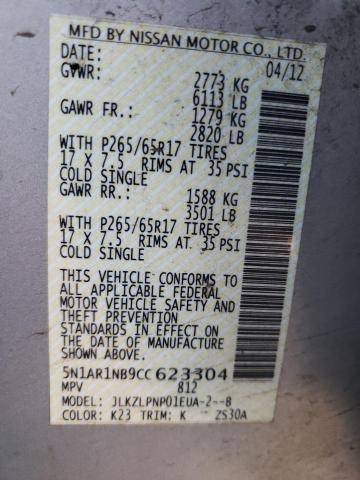 MFD BY NISSAN MOTOR CO., LTD.
DATE: 04/12
GVWR: 2773 KG
6113 LB
GAWR FR.: 1279 KG
2820 LB
WITH P265/65R17 TIRES
17 X 7.5 RIMS AT 35 PSI
COLD SINGLE
GAWR RR.: 1588 KG
3501 LB
WITH P265/65R17 TIRES
17 X 7.5 RIMS AT 35 PSI
COLD SINGLE
THIS VEHICLE CONFORMS TO
ALL APPLICABLE FEDERAL
MOTOR VEHICLE SAFETY AND
THEFT PREVENTION
STANDARDS IN EFFECT ON
THE DATE OF MANUFACTURE
SHOWN ABOVE.
5N1AR1NB9CC623304
MPV 812
MODEL: JLKZLPNP01EUA-2--B
COLOR: K23 TRIM: K ZS30A